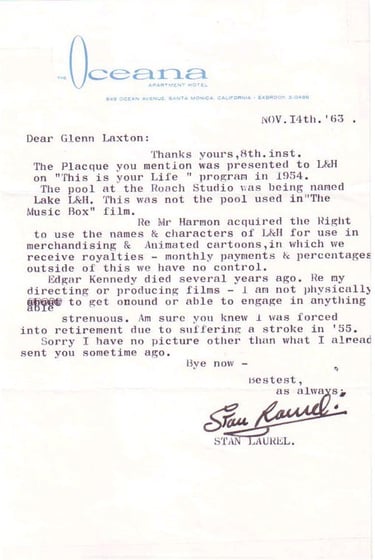 THE Oceana
APARTMENT HOTEL
849 OCEAN AVENUE, SANTA MONICA, CALIFORNIA · EXBROOK 3-0486
NOV.14th.'63 .
Dear Glenn Laxton:
Thanks yours,8th.inst.
The Placque you mention was presented to L&H
on "This is your Life " program in 1954.
The pool at the Roach Studio was being named
Lake L&H. This was not the pool used in"The
Music Box" film.
Re Mr Harmon acquired the Right
to use the names & characters of L&H for use in
merchandising & Animated cartoons,in which we
receive royalties - monthly payments & percentages
outside of this we have no control.
Edgar Kennedy died several years ago. Re my
directing or producing films - I am not physically
to get omound or able to engage in anything
able
strenuous. Am sure you knew I was forced
into retirement due to suffering a stroke in '55.
Sorry I have no picture other than what I alread
sent you sometime ago.
Bye now -
Bestest,
as always:
Stan Laurel.
STAN LAUREL.